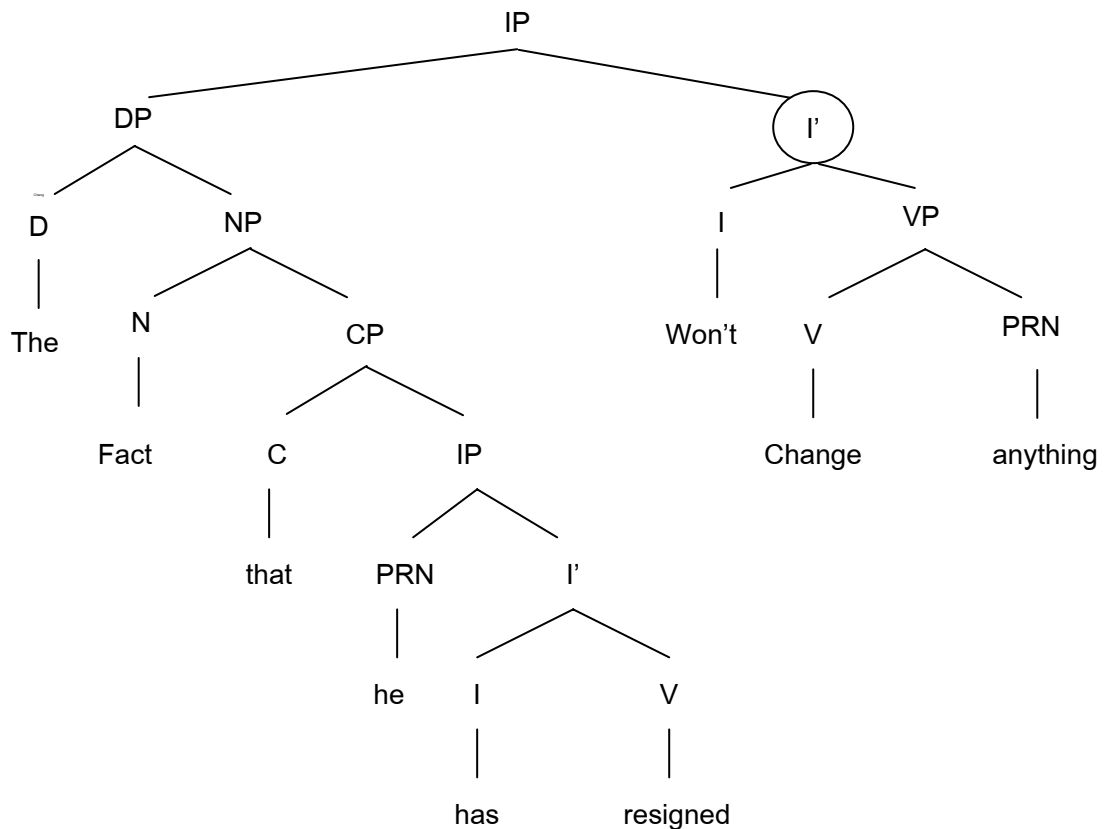 IP
DP I’
D NP I VP
The N CP Won’t V PRN
Fact C IP Change anything
that PRN I’
he I V
has resigned